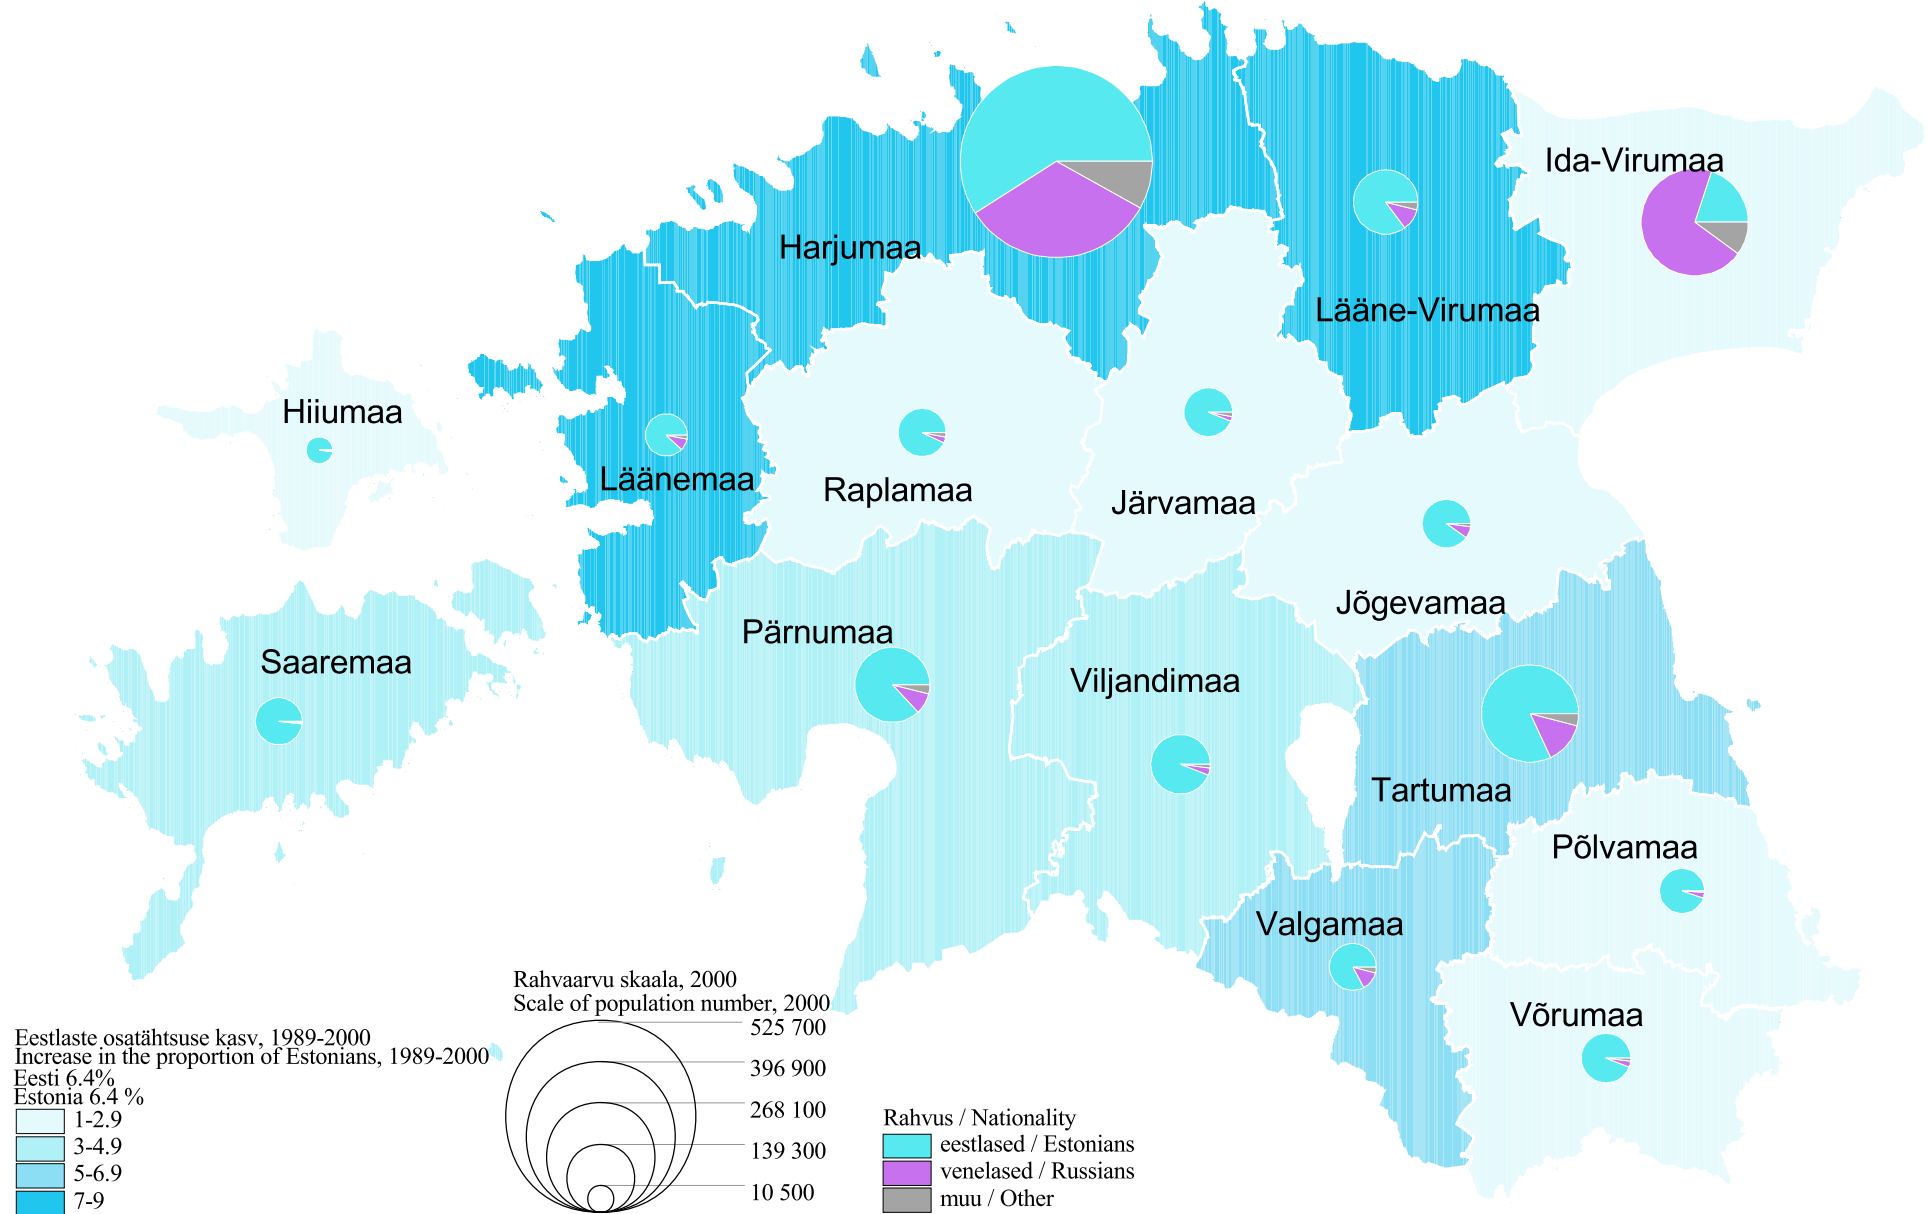 Ida-Virumaa
Harjumaa
Lääne-Virumaa
Hiiumaa
Läänemaa
Raplamaa
Järvamaa
Jõgevamaa
Pärnumaa
Saaremaa
Viljandimaa
Tartumaa
Põlvamaa
Valgamaa
Võrumaa
Rahvaarvu skaala, 2000
Scale of population number, 2000
525 700
396 900
268 100
139 300
10 500
Eestlaste osatähtsuse kasv, 1989-2000
Increase in the proportion of Estonians, 1989-2000
Eesti 6.4%
Estonia 6.4 %
1-2.9
3-4.9
5-6.9
7-9
Rahvus / Nationality
eestlased / Estonians
venelased / Russians
muu / Other